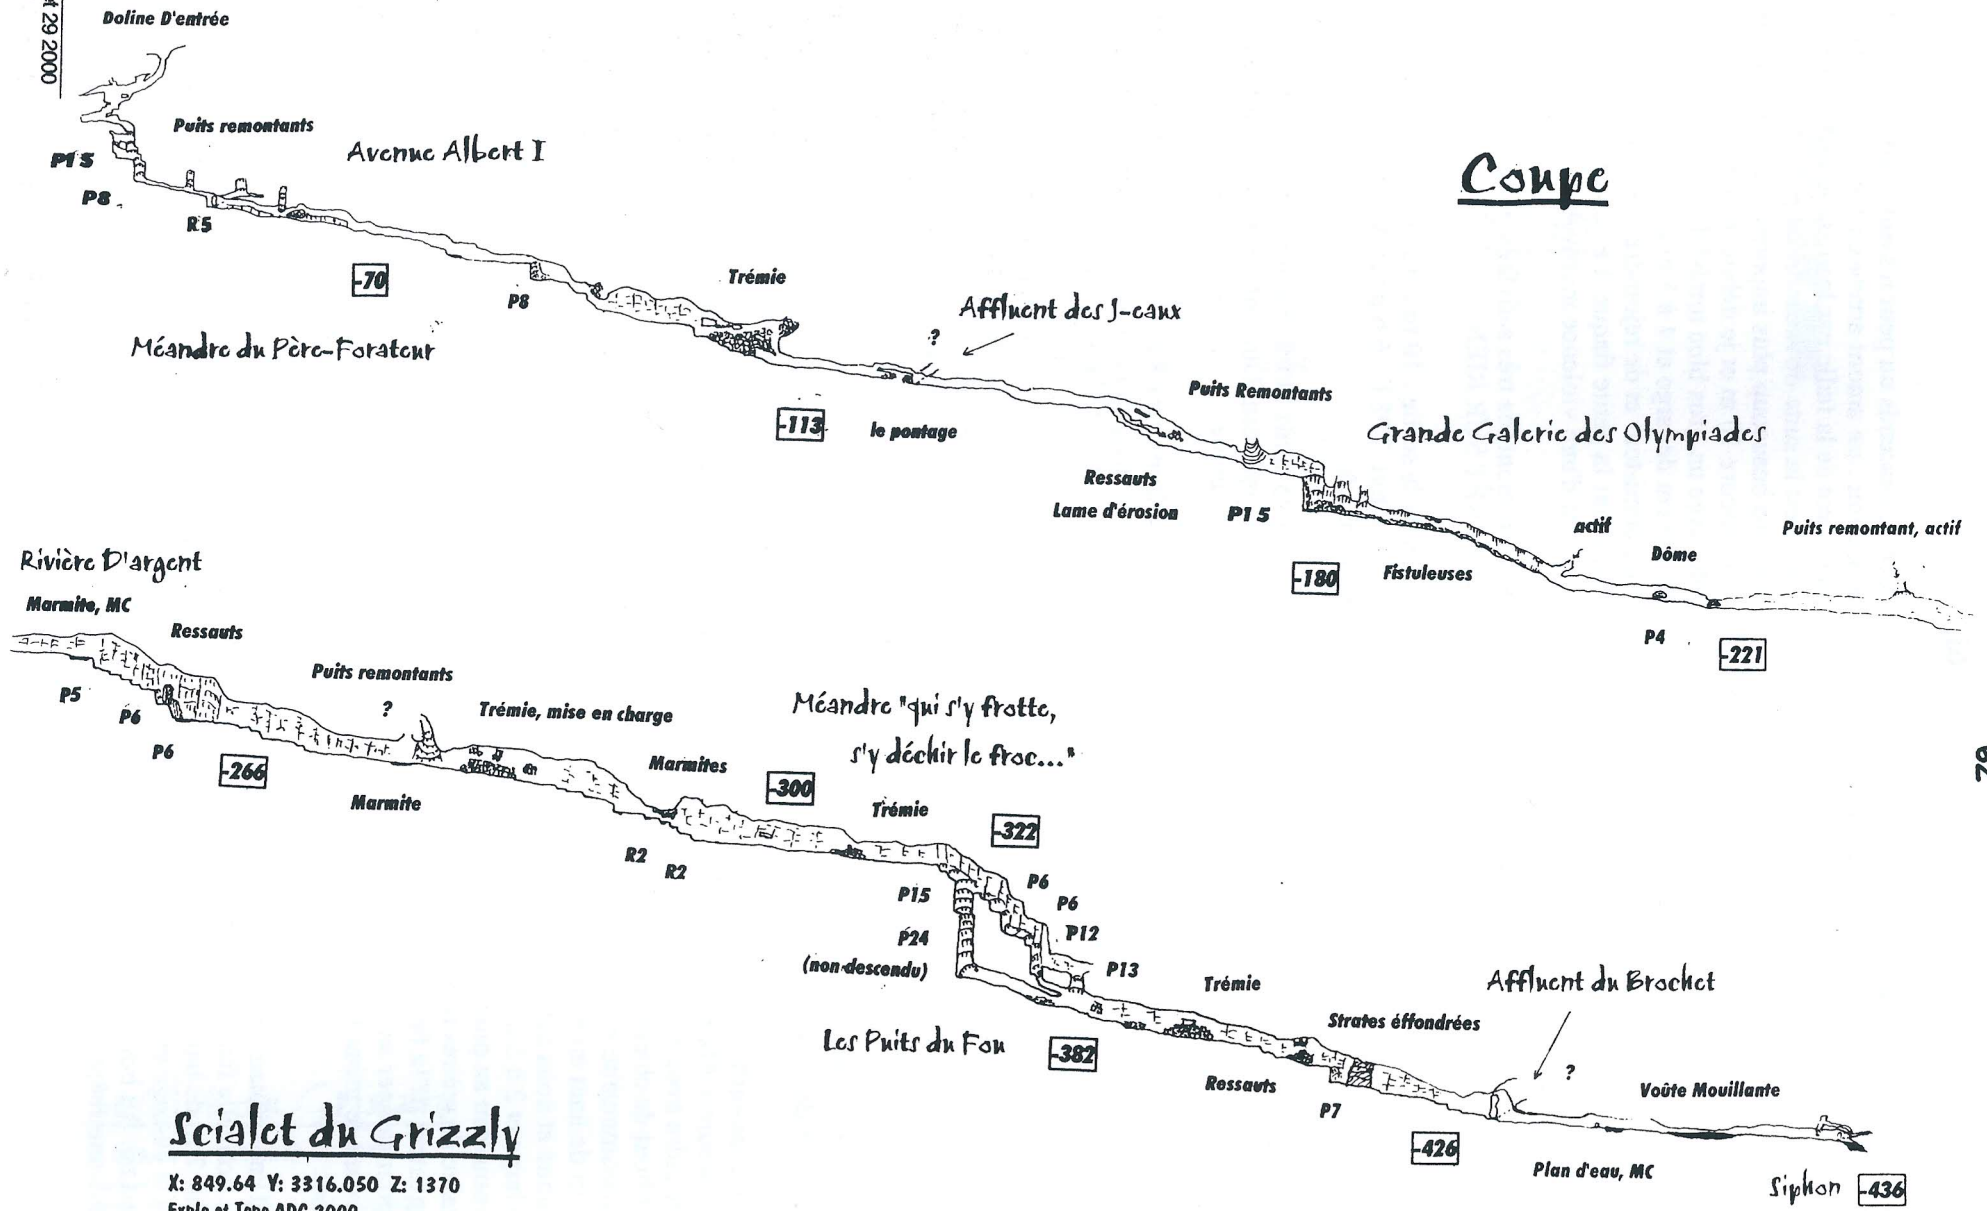 29 2000
Doline D'entrée
Puits remontants
Avenue Albert I
P15
P8
R5
Coupe
-70
P8
Trémie
Méandre du Père-Forateur
Affluent des J-eaux
?
-113
le pontage
Puits Remontants
Grande Galerie des Olympiades
Ressauts
Lame d'érosion
P15
actif
Puits remontant, actif
Dôme
-180
Fistuleuses
P4
-221
Rivière D'argent
Marmite, MC
Ressauts
P5
P6
P6
-266
Puits remontants
?
Trémie, mise en charge
Marmite
Marmites
-300
R2
R2
Méandre "qui s'y frotte,
s'y déchir le froc..."
Trémie
-322
P15
P6
P6
P24
P12
(non descendu)
P13
Les Puits du Fou
-382
Trémie
Affluent du Brochet
Strates éffondrées
?
Ressauts
P7
Voûte Mouillante
-426
Plan d'eau, MC
Siphon -436
79
Scialet du Grizzly
X: 849.64 Y: 3316.050 Z: 1370